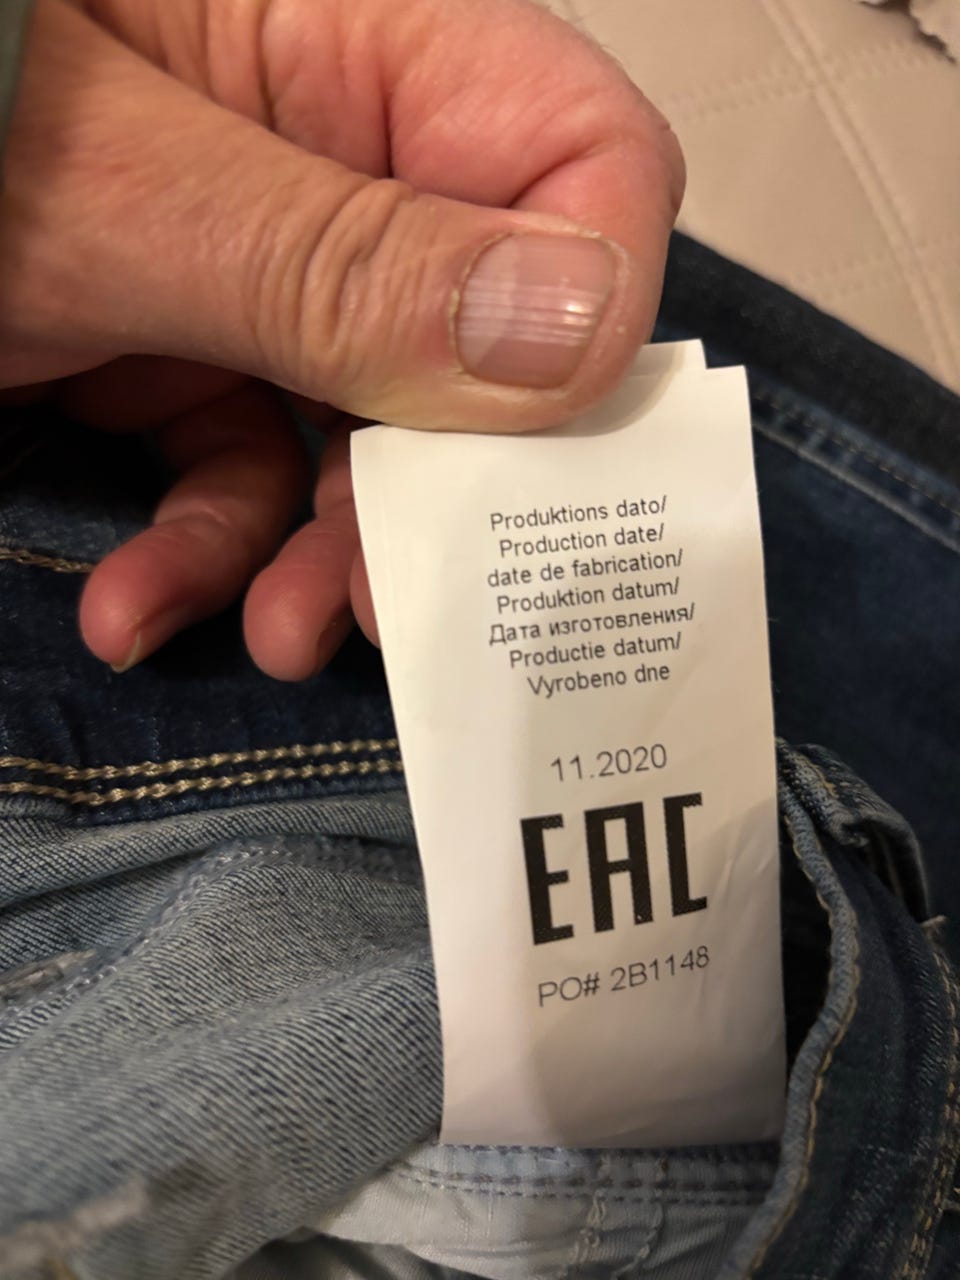 Produktions dato/
Production date/
date de fabrication/
Produktion datum/
Дата изготовления/
Productie datum/
Vyrobeno dne
11.2020
EAC
PO# 2B1148